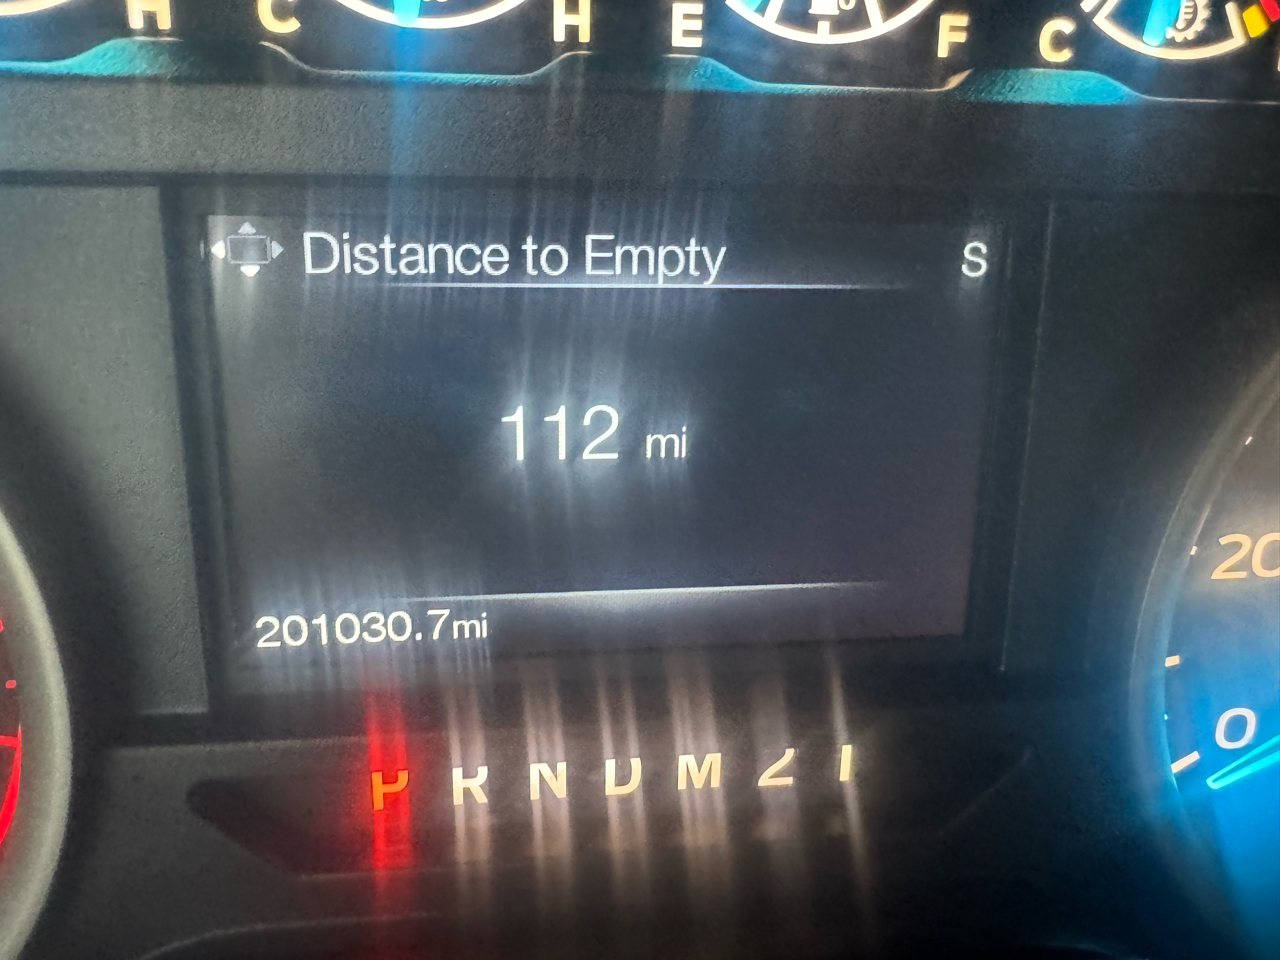 H C H E F C
Distance to Empty S
112 mi
201030.7mi
20
0
P R N D M 2 1